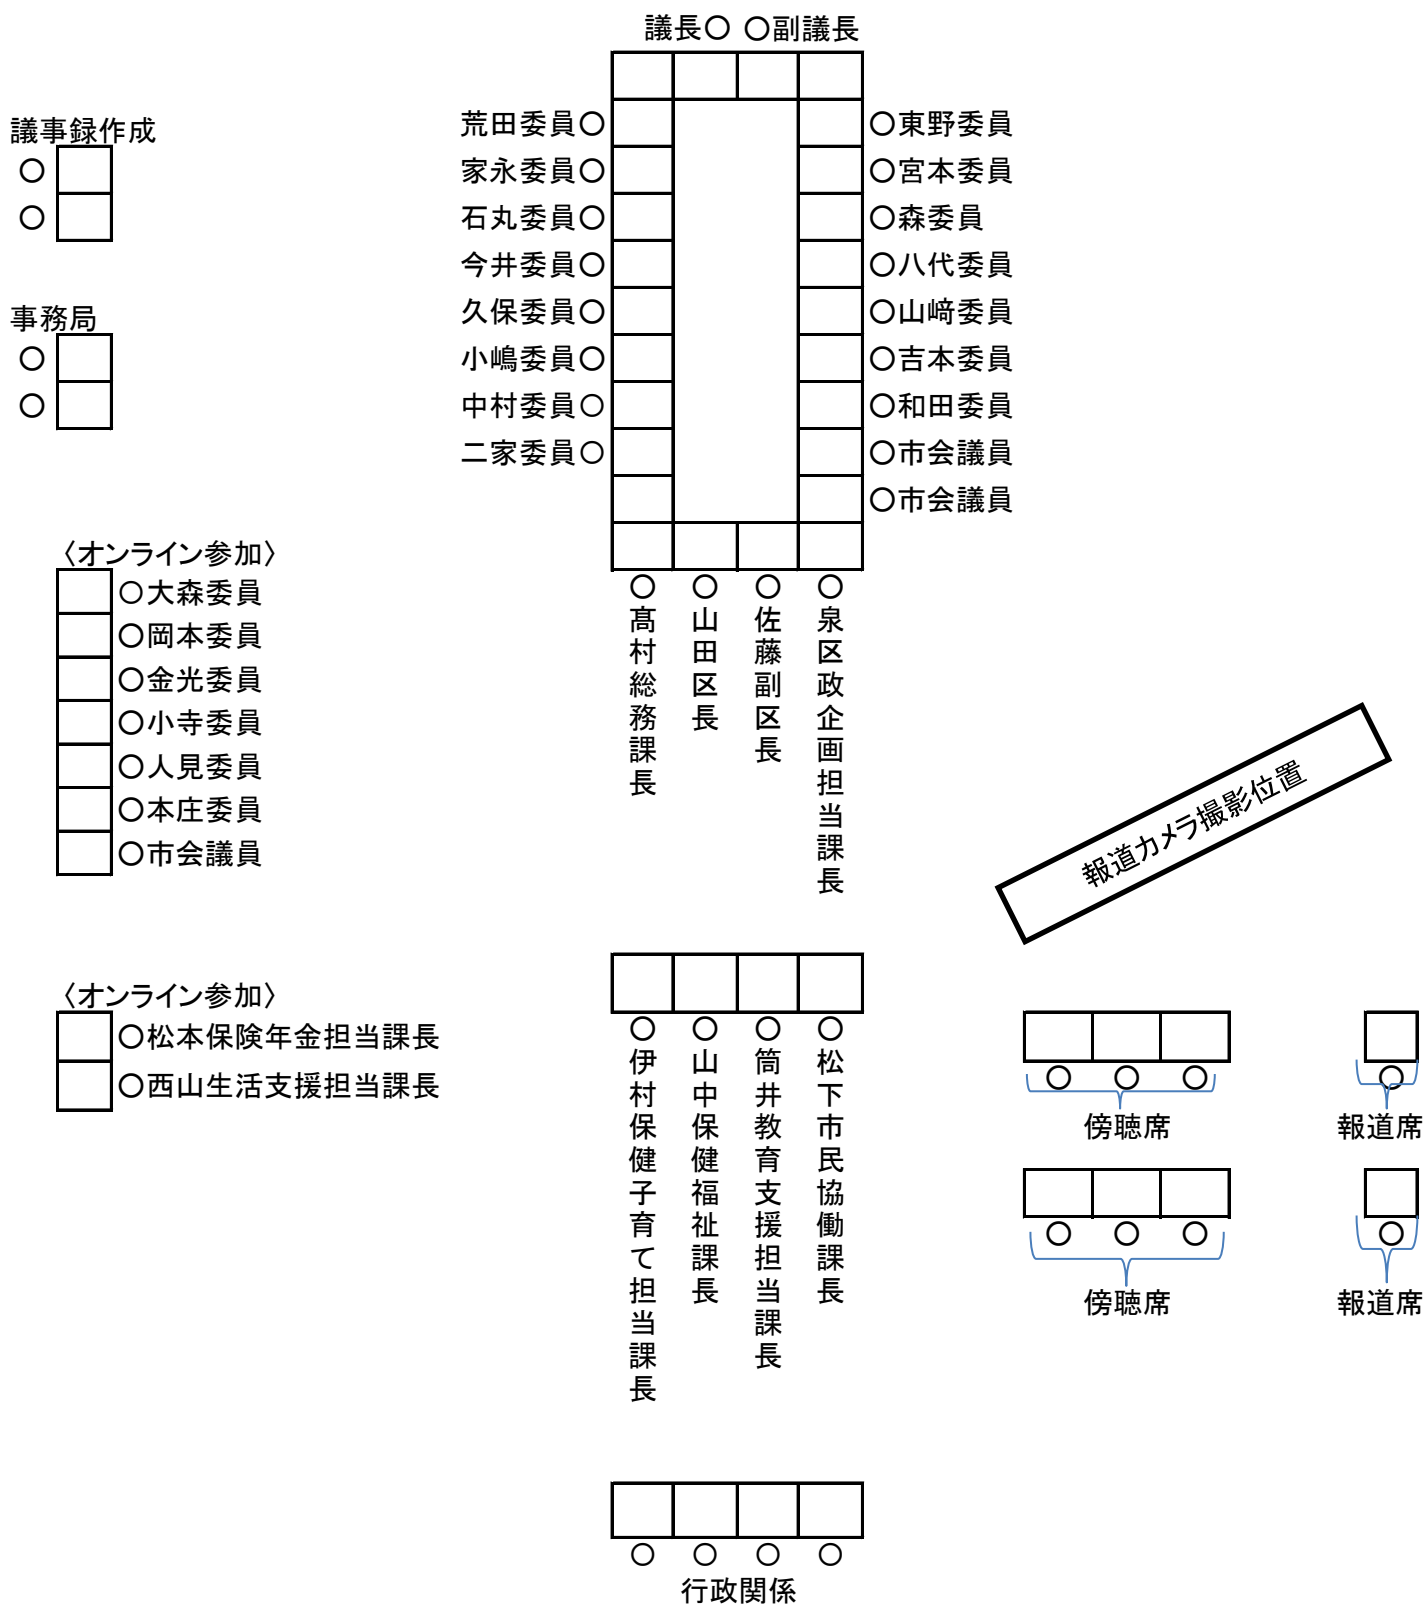 議長○ ○副議長
荒田委員○
家永委員○
石丸委員○
今井委員○
久保委員○
小嶋委員○
中村委員○
二家委員○
○東野委員
○宮本委員
○森委員
○八代委員
○山﨑委員
○吉本委員
○和田委員
○市会議員
○市会議員
議事録作成
○
○
事務局
○
○
〈オンライン参加〉
○大森委員
○岡本委員
○金光委員
○小寺委員
○人見委員
○本庄委員
○市会議員
○髙村総務課長
○山田区長
○佐藤副区長
○泉区政企画担当課長
報道カメラ撮影位置
〈オンライン参加〉
○松本保険年金担当課長
○西山生活支援担当課長
○伊村保健子育て担当課長
○山中保健福祉課長
○筒井教育支援担当課長
○松下市民協働課長
○ ○ ○
傍聴席
○
報道席
○ ○ ○
傍聴席
○
報道席
○ ○ ○ ○
行政関係